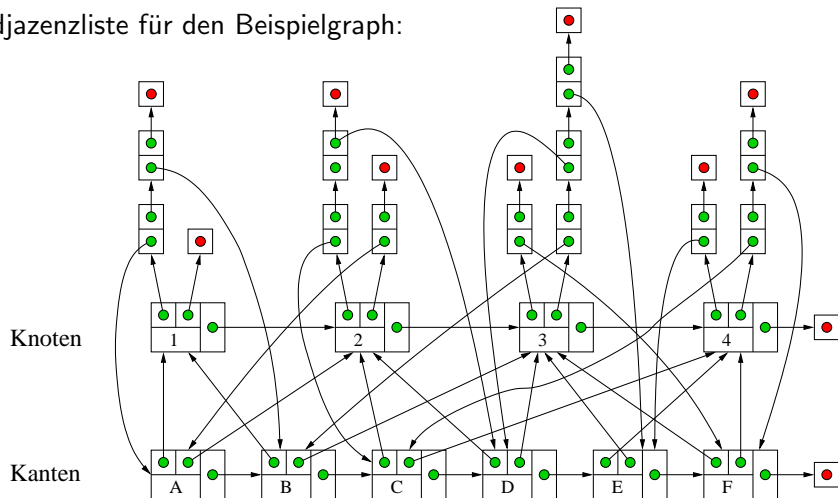 djazenzliste für den Beispielgraph:
Knoten
1 2 3 4
Kanten
A B C D E F